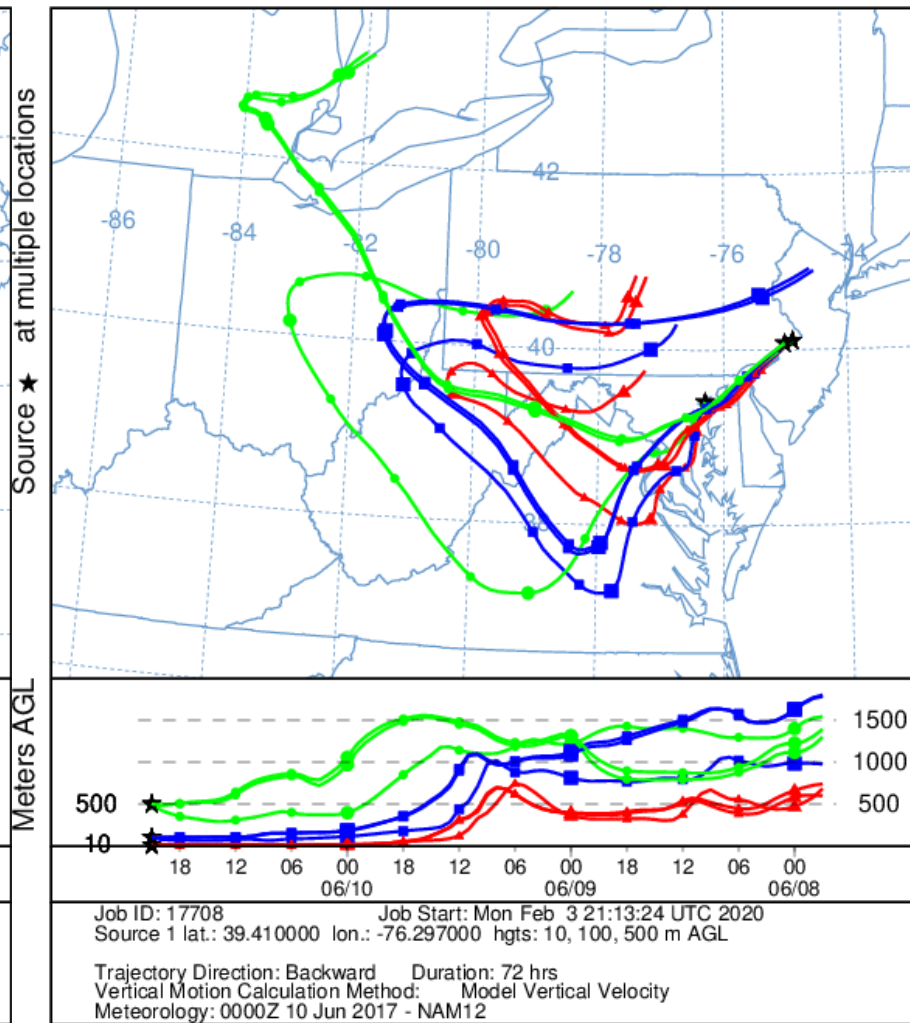 Source ★ at multiple locations
42
-86
-84
-82
-80
-78
-76
-74
40
Meters AGL
1500
1000
500
500
10
18 12 06 00 18 12 06 00 18 12 06 00
06/10 06/09 06/08
Job ID: 17708 Job Start: Mon Feb 3 21:13:24 UTC 2020
Source 1 lat.: 39.410000 lon.: -76.297000 hgts: 10, 100, 500 m AGL
Trajectory Direction: Backward Duration: 72 hrs
Vertical Motion Calculation Method: Model Vertical Velocity
Meteorology: 0000Z 10 Jun 2017 - NAM12